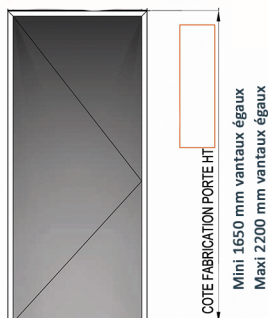 COTE FABRICATION PORTE HT
Mini 1650 mm vantaux égaux
Maxi 2200 mm vantaux égaux